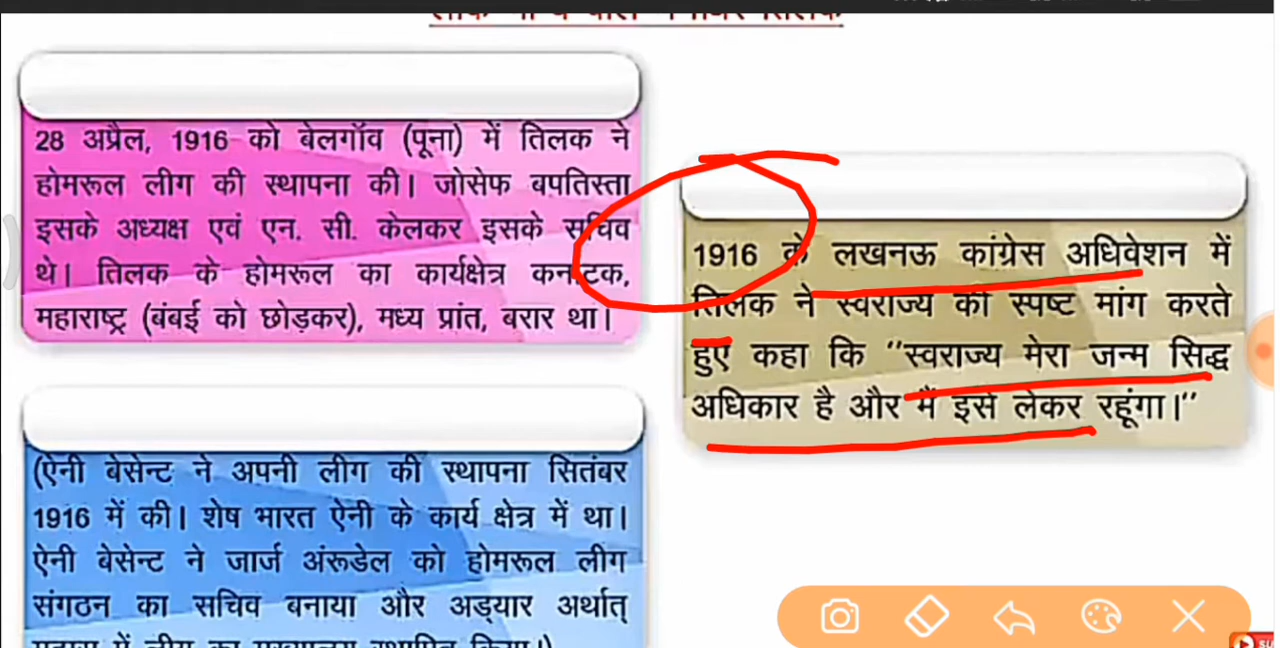 28 अप्रैल, 1916 को बेलगॉव (पूना) में तिलक ने
होमरूल लीग की स्थापना की। जोसेफ बपतिस्ता
इसके अध्यक्ष एवं एन. सी. केलकर इसके सचिव
थे। तिलक के होमरूल का कार्यक्षेत्र कर्नाटक,
महाराष्ट्र (बंबई को छोड़कर), मध्य प्रांत, बरार था।
(ऐनी बेसेन्ट ने अपनी लीग की स्थापना सितंबर
1916 में की। शेष भारत ऐनी के कार्य क्षेत्र में था।
ऐनी बेसेन्ट ने जार्ज अंरूडेल को होमरूल लीग
संगठन का सचिव बनाया और अड्यार अर्थात्
1916 के लखनऊ कांग्रेस अधिवेशन में
तिलक ने स्वराज्य की स्पष्ट मांग करते
हुए कहा कि "स्वराज्य मेरा जन्म सिद्ध
अधिकार है और मैं इसे लेकर रहूंगा।"